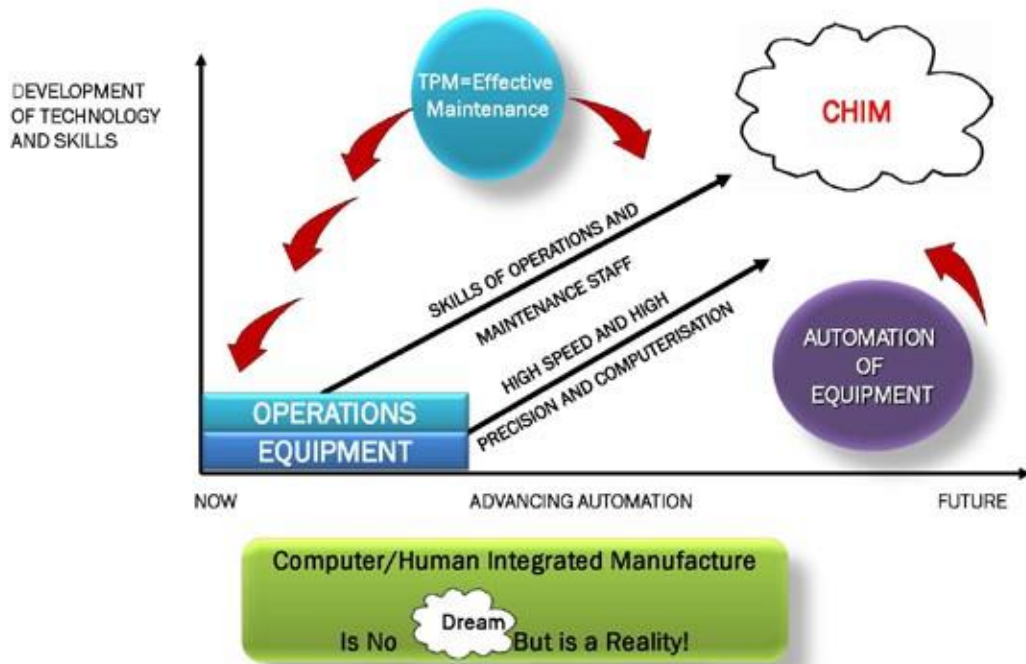 TPM=Effective
Maintenance
DEVELOPMENT
OF TECHNOLOGY
AND SKILLS
CHIM
SKILLS OF OPERATIONS AND
MAINTENANCE STAFF
HIGH SPEED AND HIGH
PRECISION AND COMPUTERISATION
AUTOMATION
OF
EQUIPMENT
OPERATIONS
EQUIPMENT
NOW
ADVANCING AUTOMATION
FUTURE
Computer/Human Integrated Manufacture
Is No Dream But is a Reality!